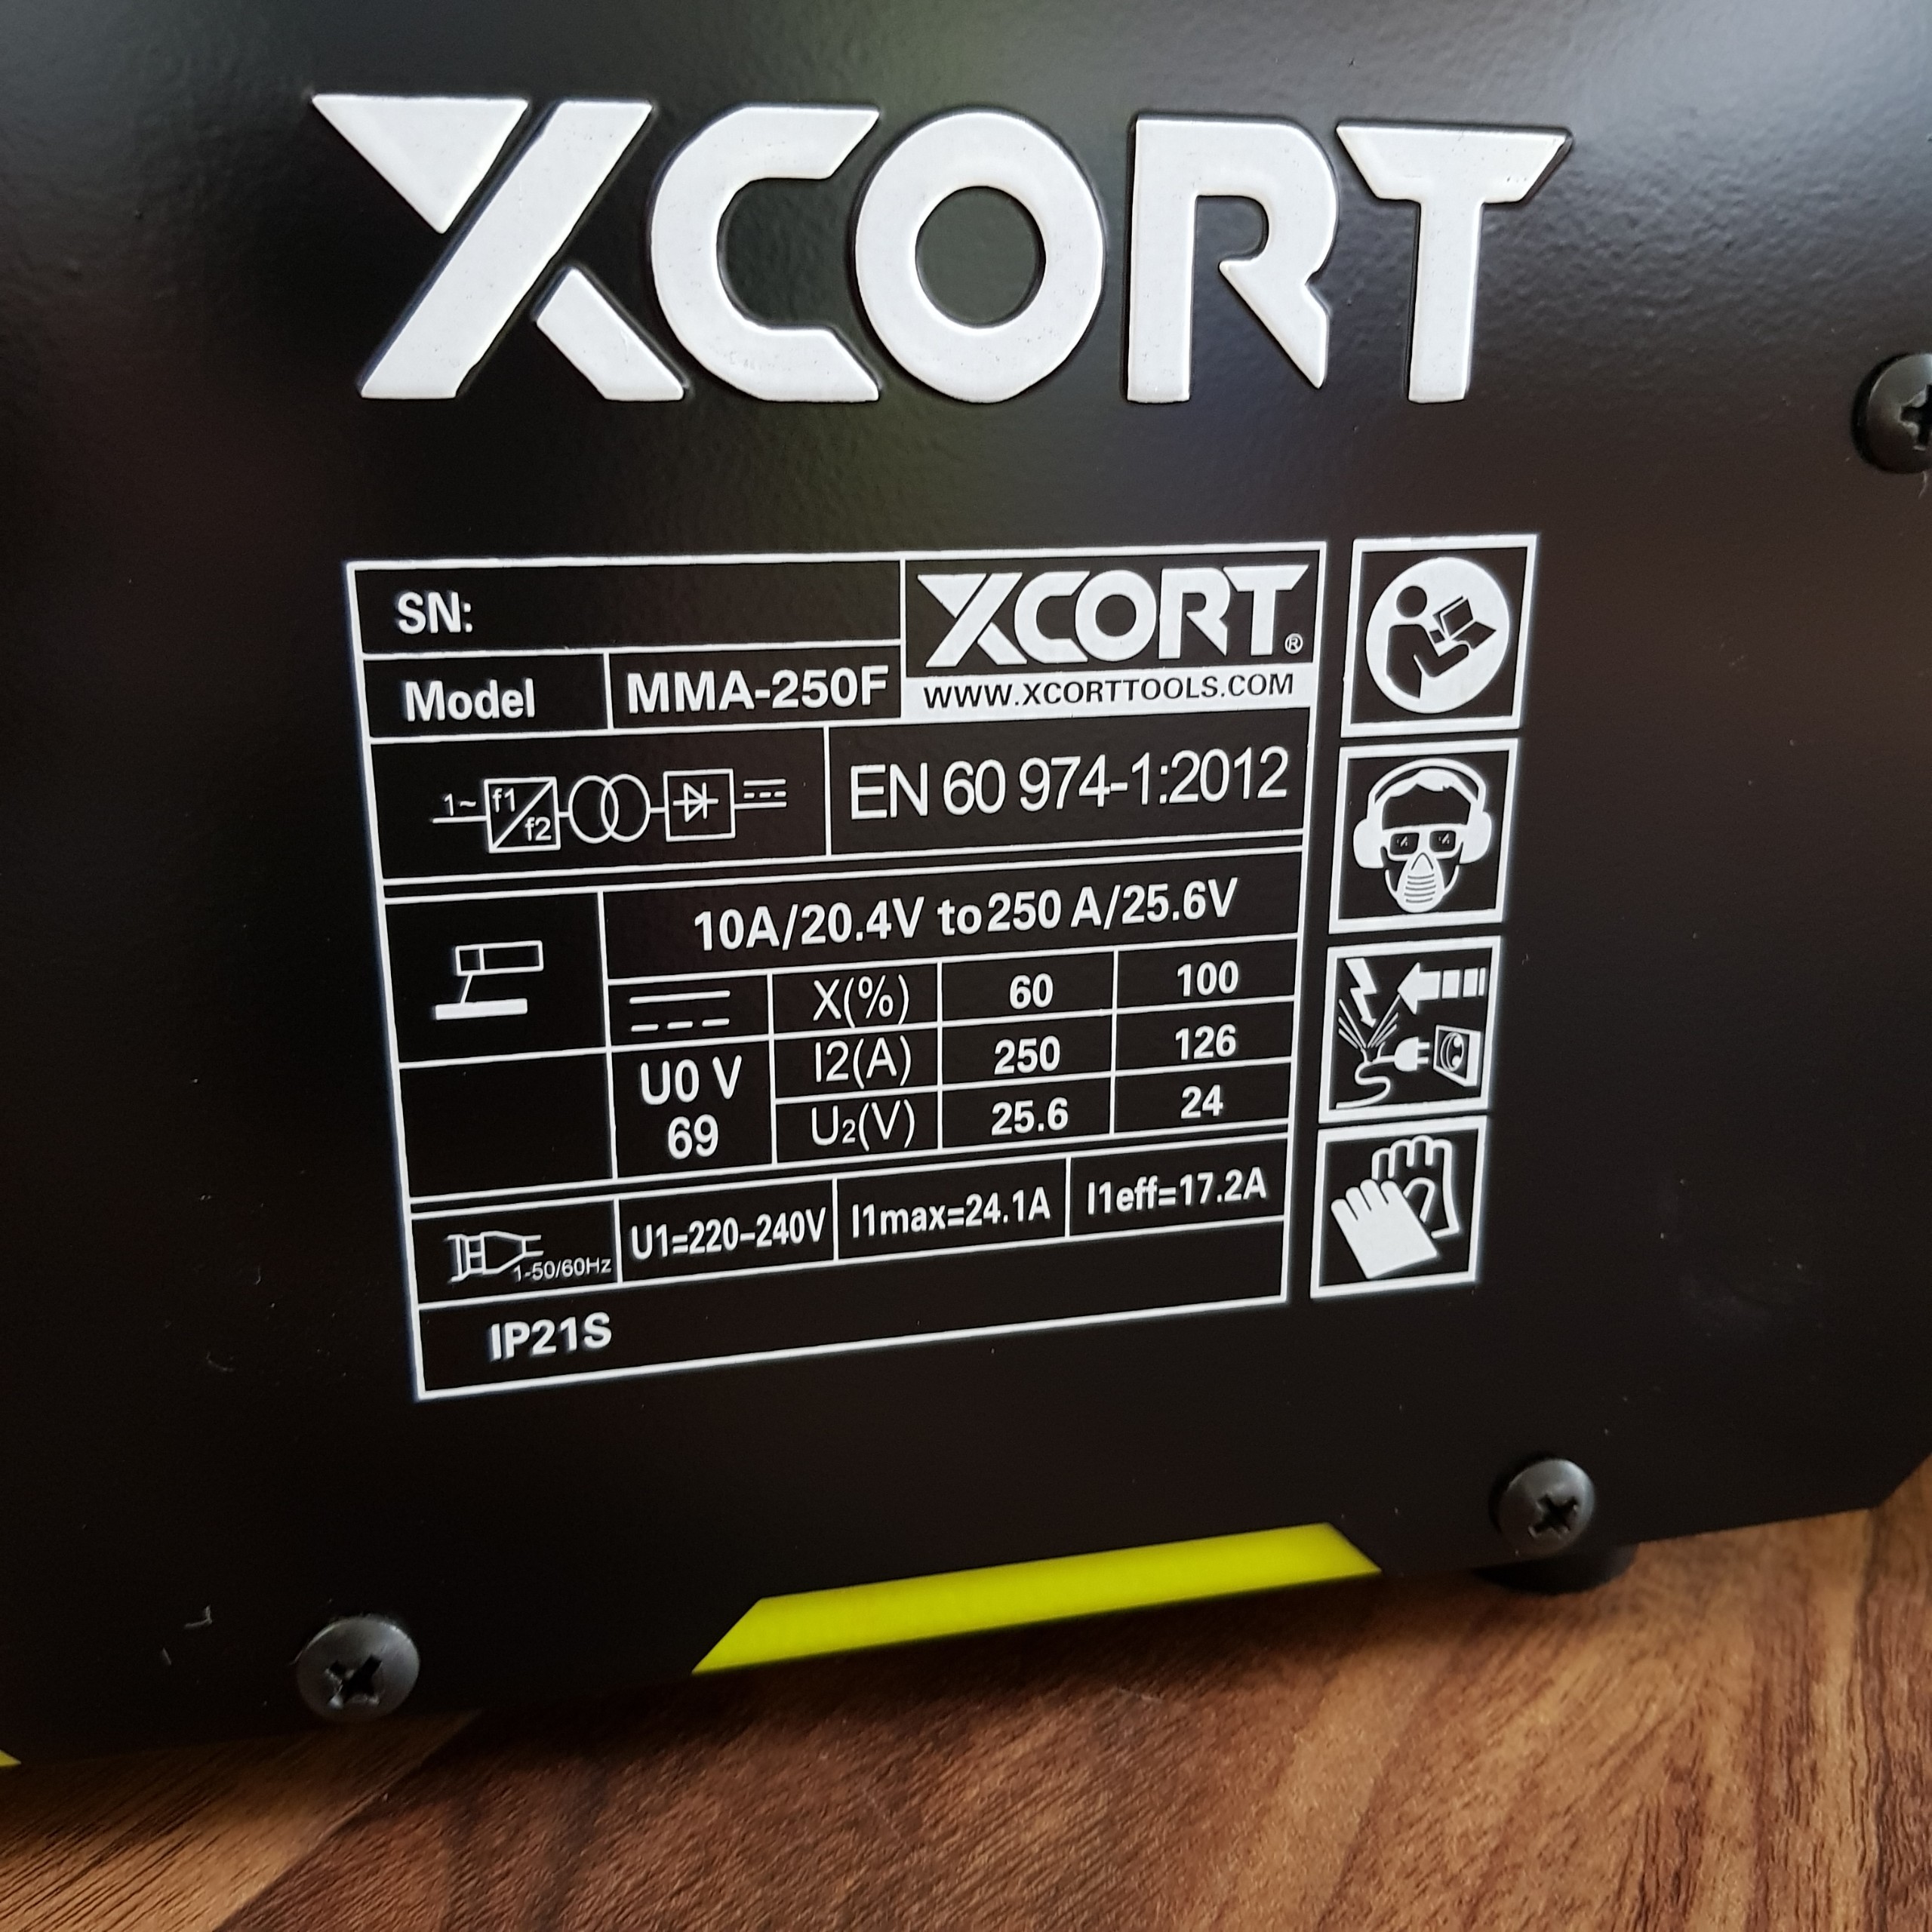 XCORT
SN:
XCORT®
Model MMA-250F
WWW.XCORTTOOLS.COM
1~ f1 f2
EN 60 974-1:2012
10A/20.4V to 250 A/25.6V
X(%) 60 100
U0 V I2(A) 250 126
69 U2(V) 25.6 24
1-50/60Hz U1=220-240V I1max=24.1A I1eff=17.2A
IP21S